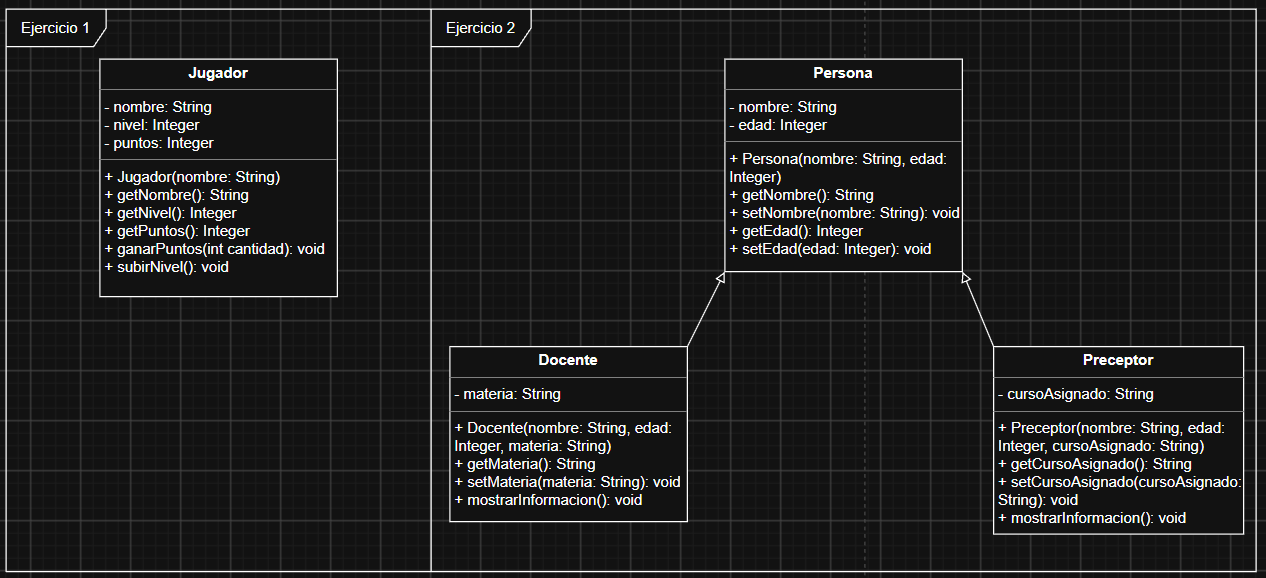 Ejercicio 1
Jugador
- nombre: String
- nivel: Integer
- puntos: Integer
+ Jugador(nombre: String)
+ getNombre(): String
+ getNivel(): Integer
+ getPuntos(): Integer
+ ganarPuntos(int cantidad): void
+ subirNivel(): void
Ejercicio 2
Persona
- nombre: String
- edad: Integer
+ Persona(nombre: String, edad:
Integer)
+ getNombre(): String
+ setNombre(nombre: String): void
+ getEdad(): Integer
+ setEdad(edad: Integer): void
Docente
- materia: String
+ Docente(nombre: String, edad:
Integer, materia: String)
+ getMateria(): String
+ setMateria(materia: String): void
+ mostrarInformacion(): void
Preceptor
- cursoAsignado: String
+ Preceptor(nombre: String, edad:
Integer, cursoAsignado: String)
+ getCursoAsignado(): String
+ setCursoAsignado(cursoAsignado:
String): void
+ mostrarInformacion(): void